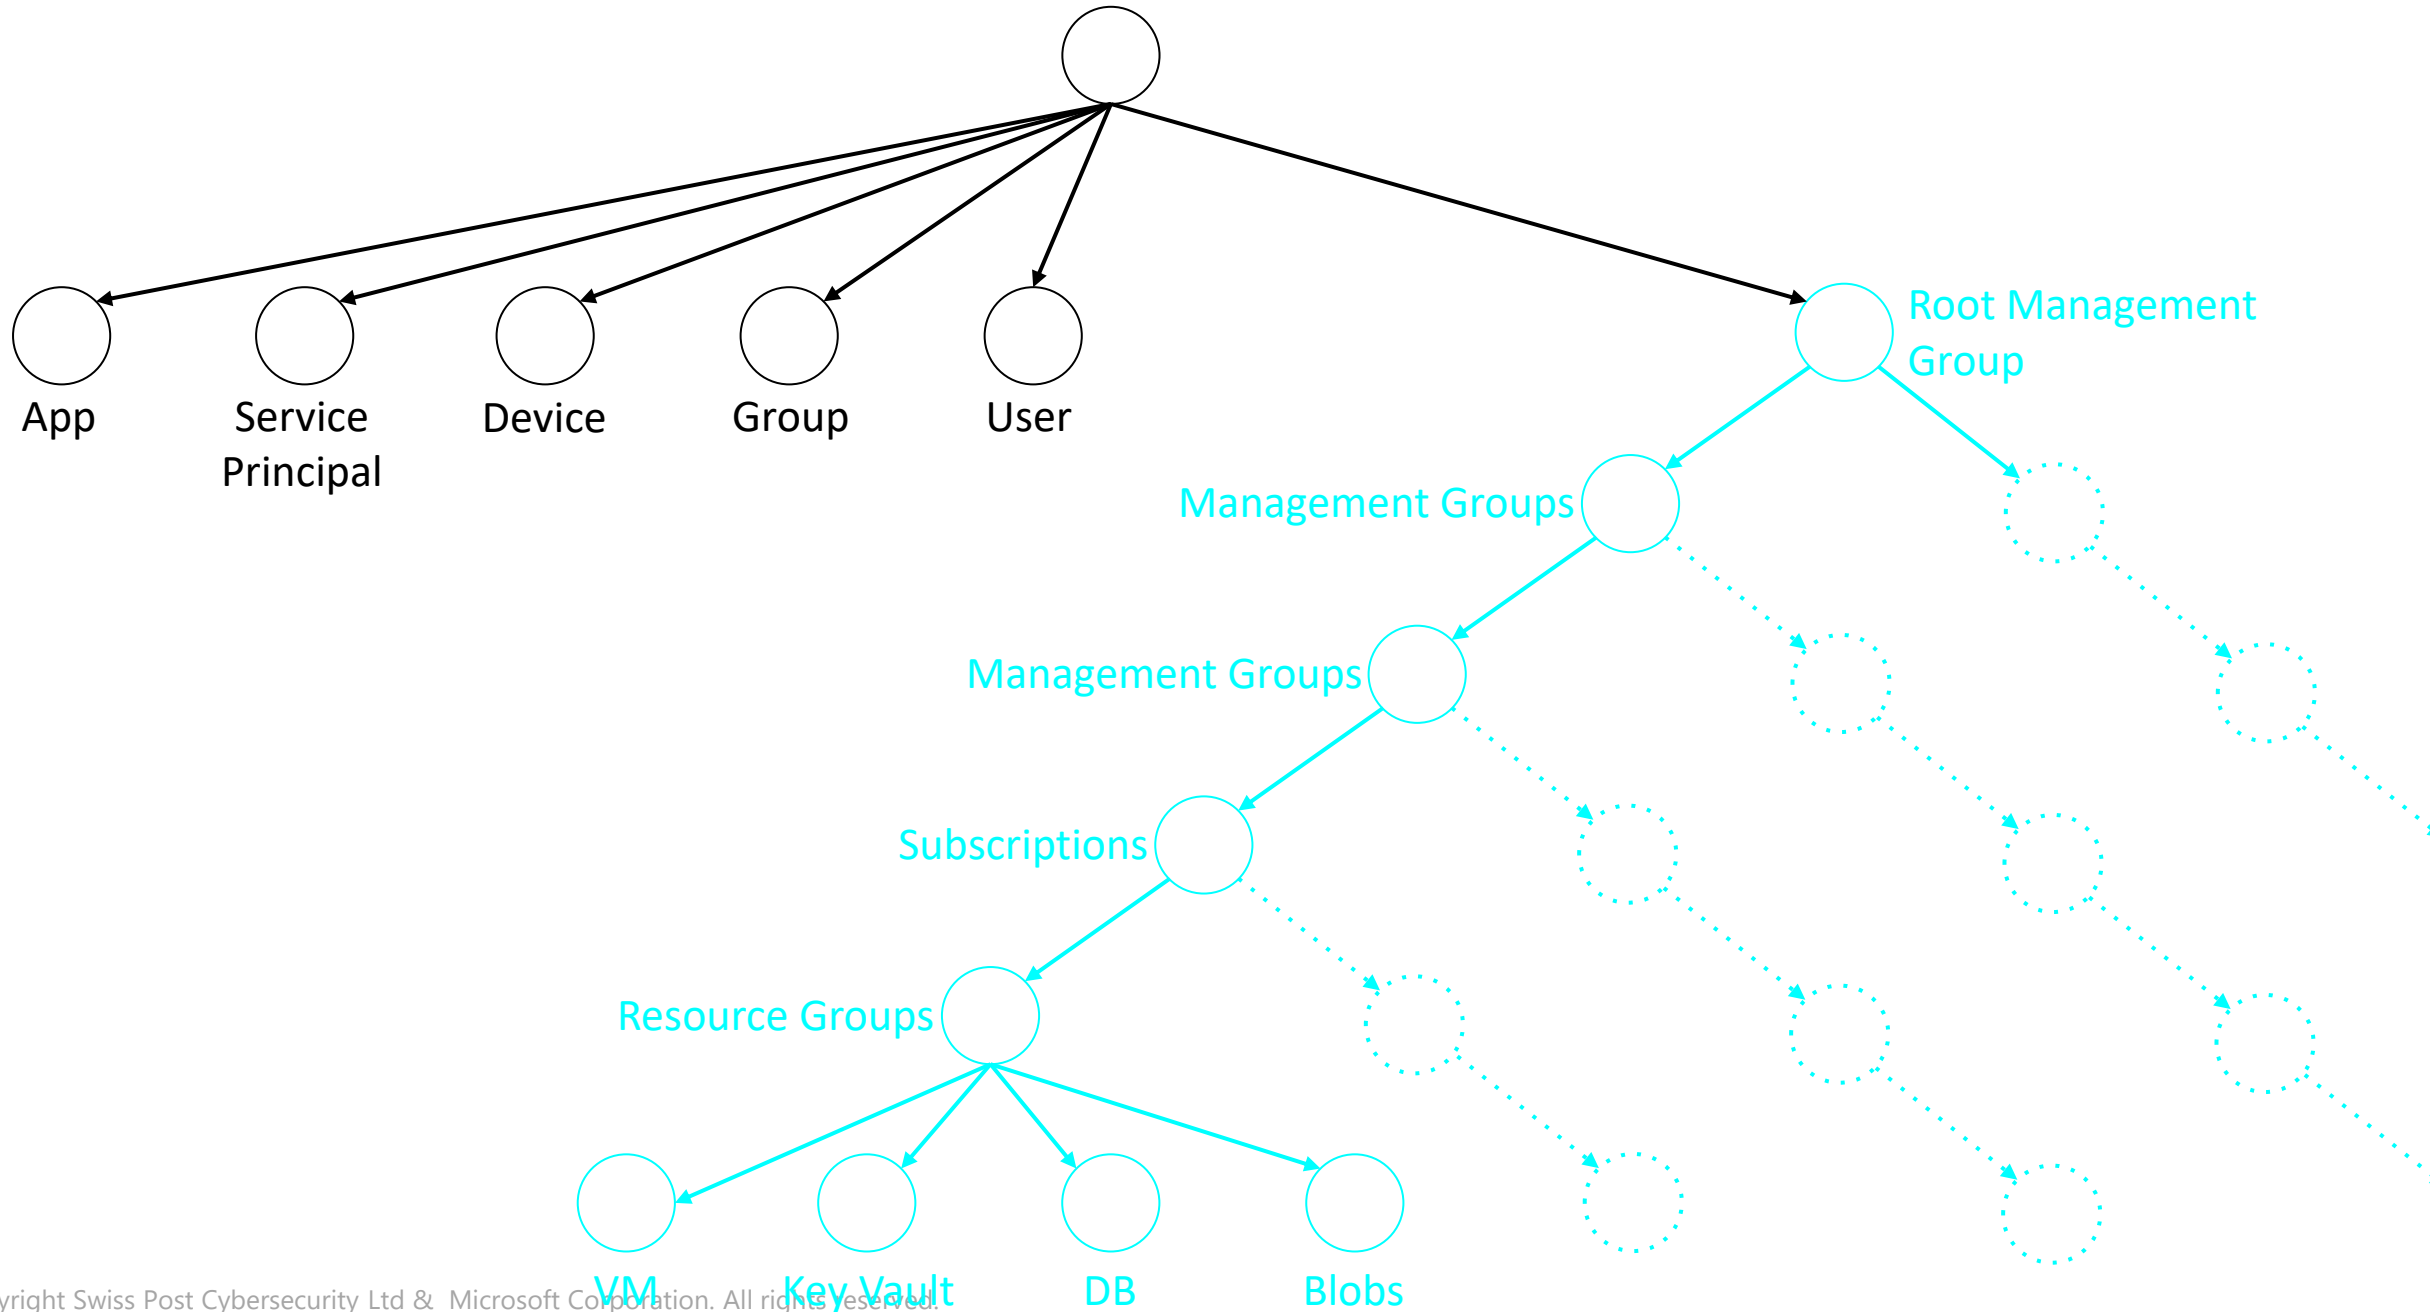 Root Management
Group
App
Service
Principal
Device
Group
User
Management Groups
Management Groups
Subscriptions
Resource Groups
VM
Key Vault
DB
Blobs
yright Swiss Post Cybersecurity Ltd &  Microsoft Corporation. All rights reserved.